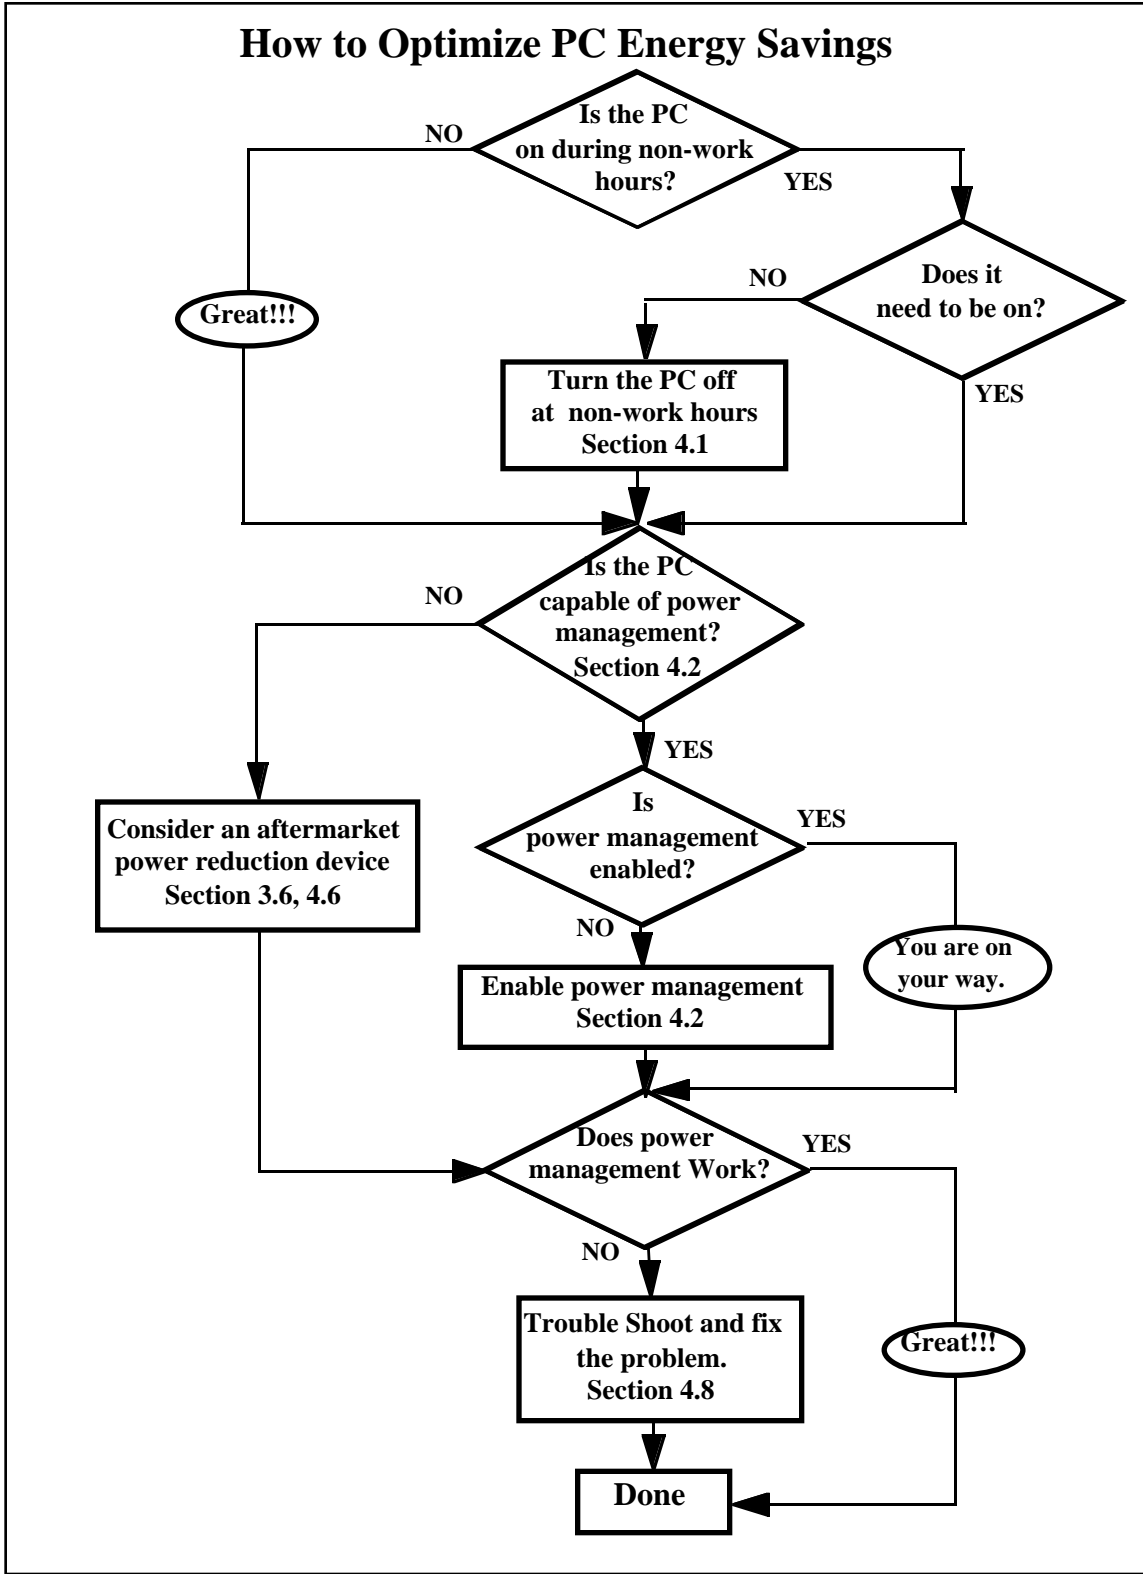 How to Optimize PC Energy Savings
Is the PC
on during non-work
hours?
NO
YES
Does it
need to be on?
NO
YES
Great!!!
Turn the PC off
at non-work hours
Section 4.1
Is the PC
capable of power
management?
Section 4.2
NO
YES
Consider an aftermarket
power reduction device
Section 3.6, 4.6
Is
power management
enabled?
YES
NO
You are on
your way.
Enable power management
Section 4.2
Does power
management Work?
YES
NO
Trouble Shoot and fix
the problem.
Section 4.8
Great!!!
Done